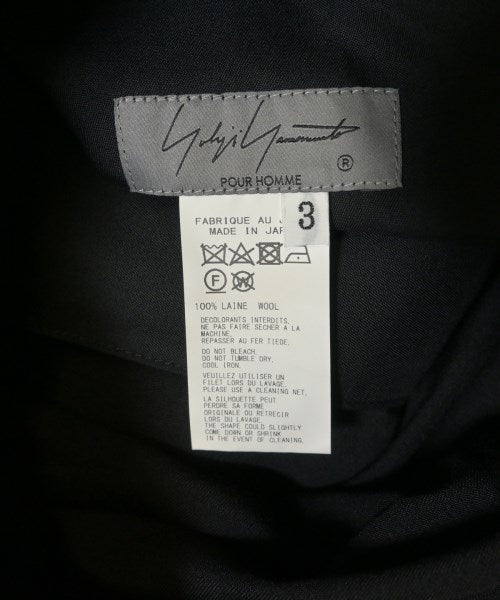 Yohji Yamamoto
®
POUR HOMME
3
FABRIQUE AU
MADE IN
F W
100% LAINE WOOL
DECOLORANTS INTERDITS.
NE PAS FAIRE SECHER A LA
MACHINE.
REPASSER AU FER TIEDE.
DO NOT BLEACH.
DO NOT TUMBLE DRY.
COOL IRON.
VEUILLEZ UTILISER UN
FILET LORS DU LAVAGE.
PLEASE USE A CLEANING NET.
LA SILHOUETTE PEUT
PERDRE SA FORME
ORIGINALE OU RETRECIR
LORS DU LAVAGE.
THE SHAPE COULD SLIGHTLY
COME DOWN OR SHRINK
IN THE EVENT OF CLEANING.